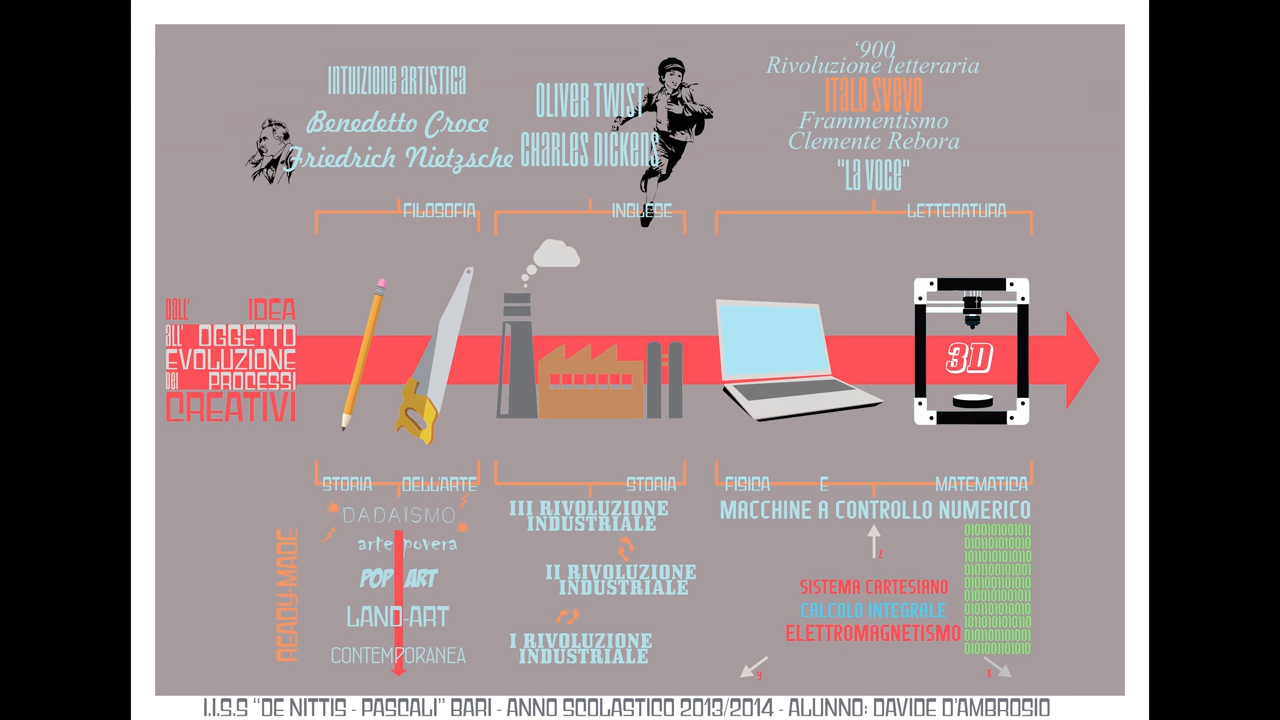 INTUIZIONE ARTISTICA
Benedetto Croce
Friedrich Nietzsche
OLIVER TWIST
CHARLES DICKENS
‘900
Rivoluzione letteraria
ITALO SVEVO
Frammentismo
Clemente Rebora
"LA VOCE"
FILOSOFIA
INGLESE
LETTERATURA
DALL' IDEA
ALL' OGGETTO
EVOLUZIONE
DEI PROCESSI
CREATIVI
3D
STORIA DELL'ARTE
STORIA
FISICA E MATEMATICA
READY-MADE
DADAISMO
arte povera
POP ART
LAND-ART
CONTEMPORANEA
III RIVOLUZIONE
INDUSTRIALE
II RIVOLUZIONE
INDUSTRIALE
I RIVOLUZIONE
INDUSTRIALE
MACCHINE A CONTROLLO NUMERICO
z
SISTEMA CARTESIANO
CALCOLO INTEGRALE
ELETTROMAGNETISMO
y
x
I.I.S.S “DE NITTIS - PASCALI” BARI - ANNO SCOLASTICO 2013/2014 - ALUNNO: DAVIDE D'AMBROSIO